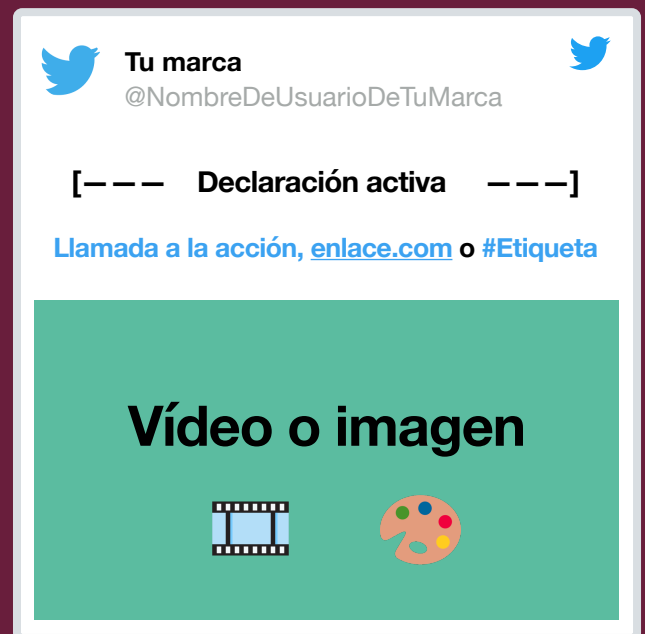 Tu marca
@NombreDeUsuarioDeTuMarca
[——— Declaración activa ———]
Llamada a la acción, enlace.com o #Etiqueta
Vídeo o imagen